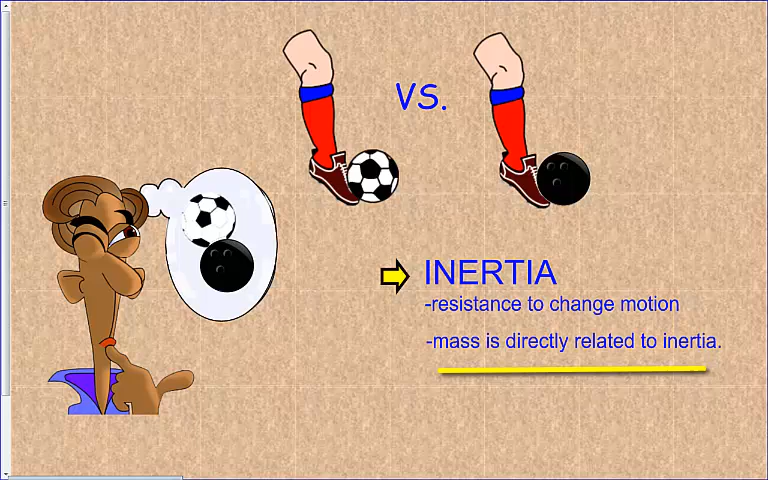 VS.
INERTIA
-resistance to change motion
-mass is directly related to inertia.